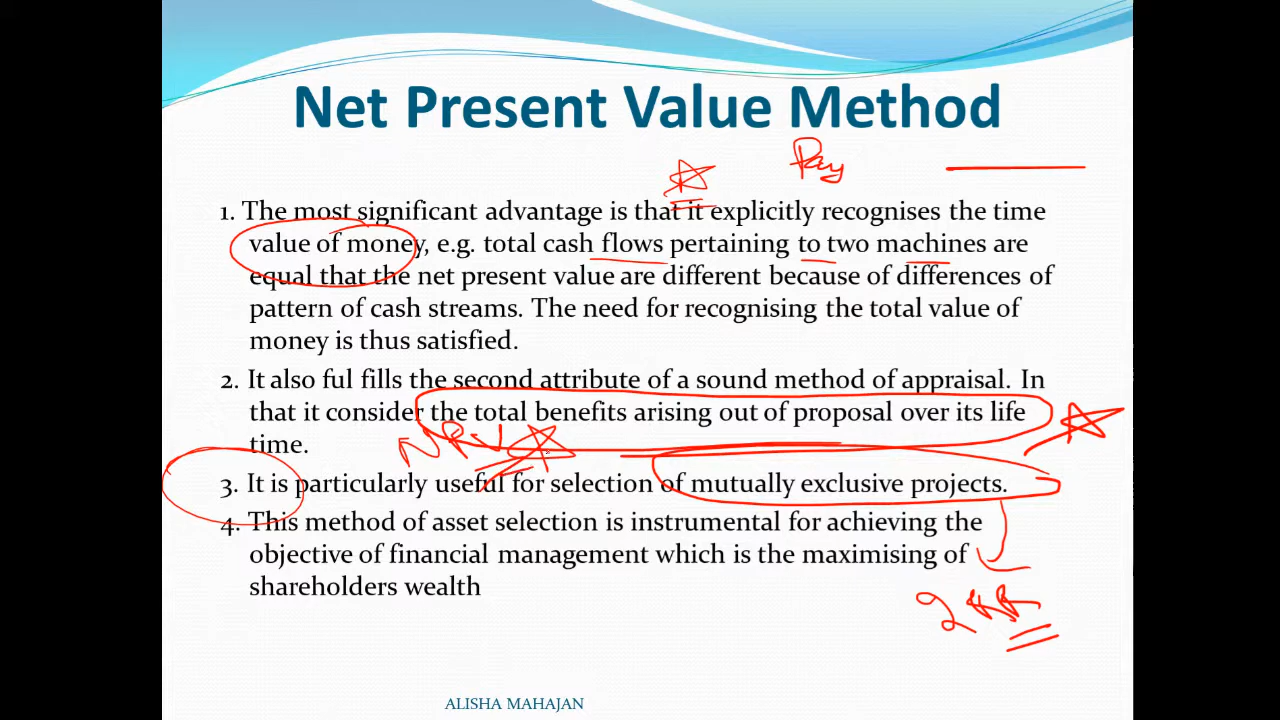 Net Present Value Method
Pay
1. The most significant advantage is that it explicitly recognises the time
value of money, e.g. total cash flows pertaining to two machines are
equal that the net present value are different because of differences of
pattern of cash streams. The need for recognising the total value of
money is thus satisfied.
2. It also ful fills the second attribute of a sound method of appraisal. In
that it consider the total benefits arising out of proposal over its life
time.
NPV
3. It is particularly useful for selection of mutually exclusive projects.
4. This method of asset selection is instrumental for achieving the
objective of financial management which is the maximising of
shareholders wealth
ALISHA MAHAJAN